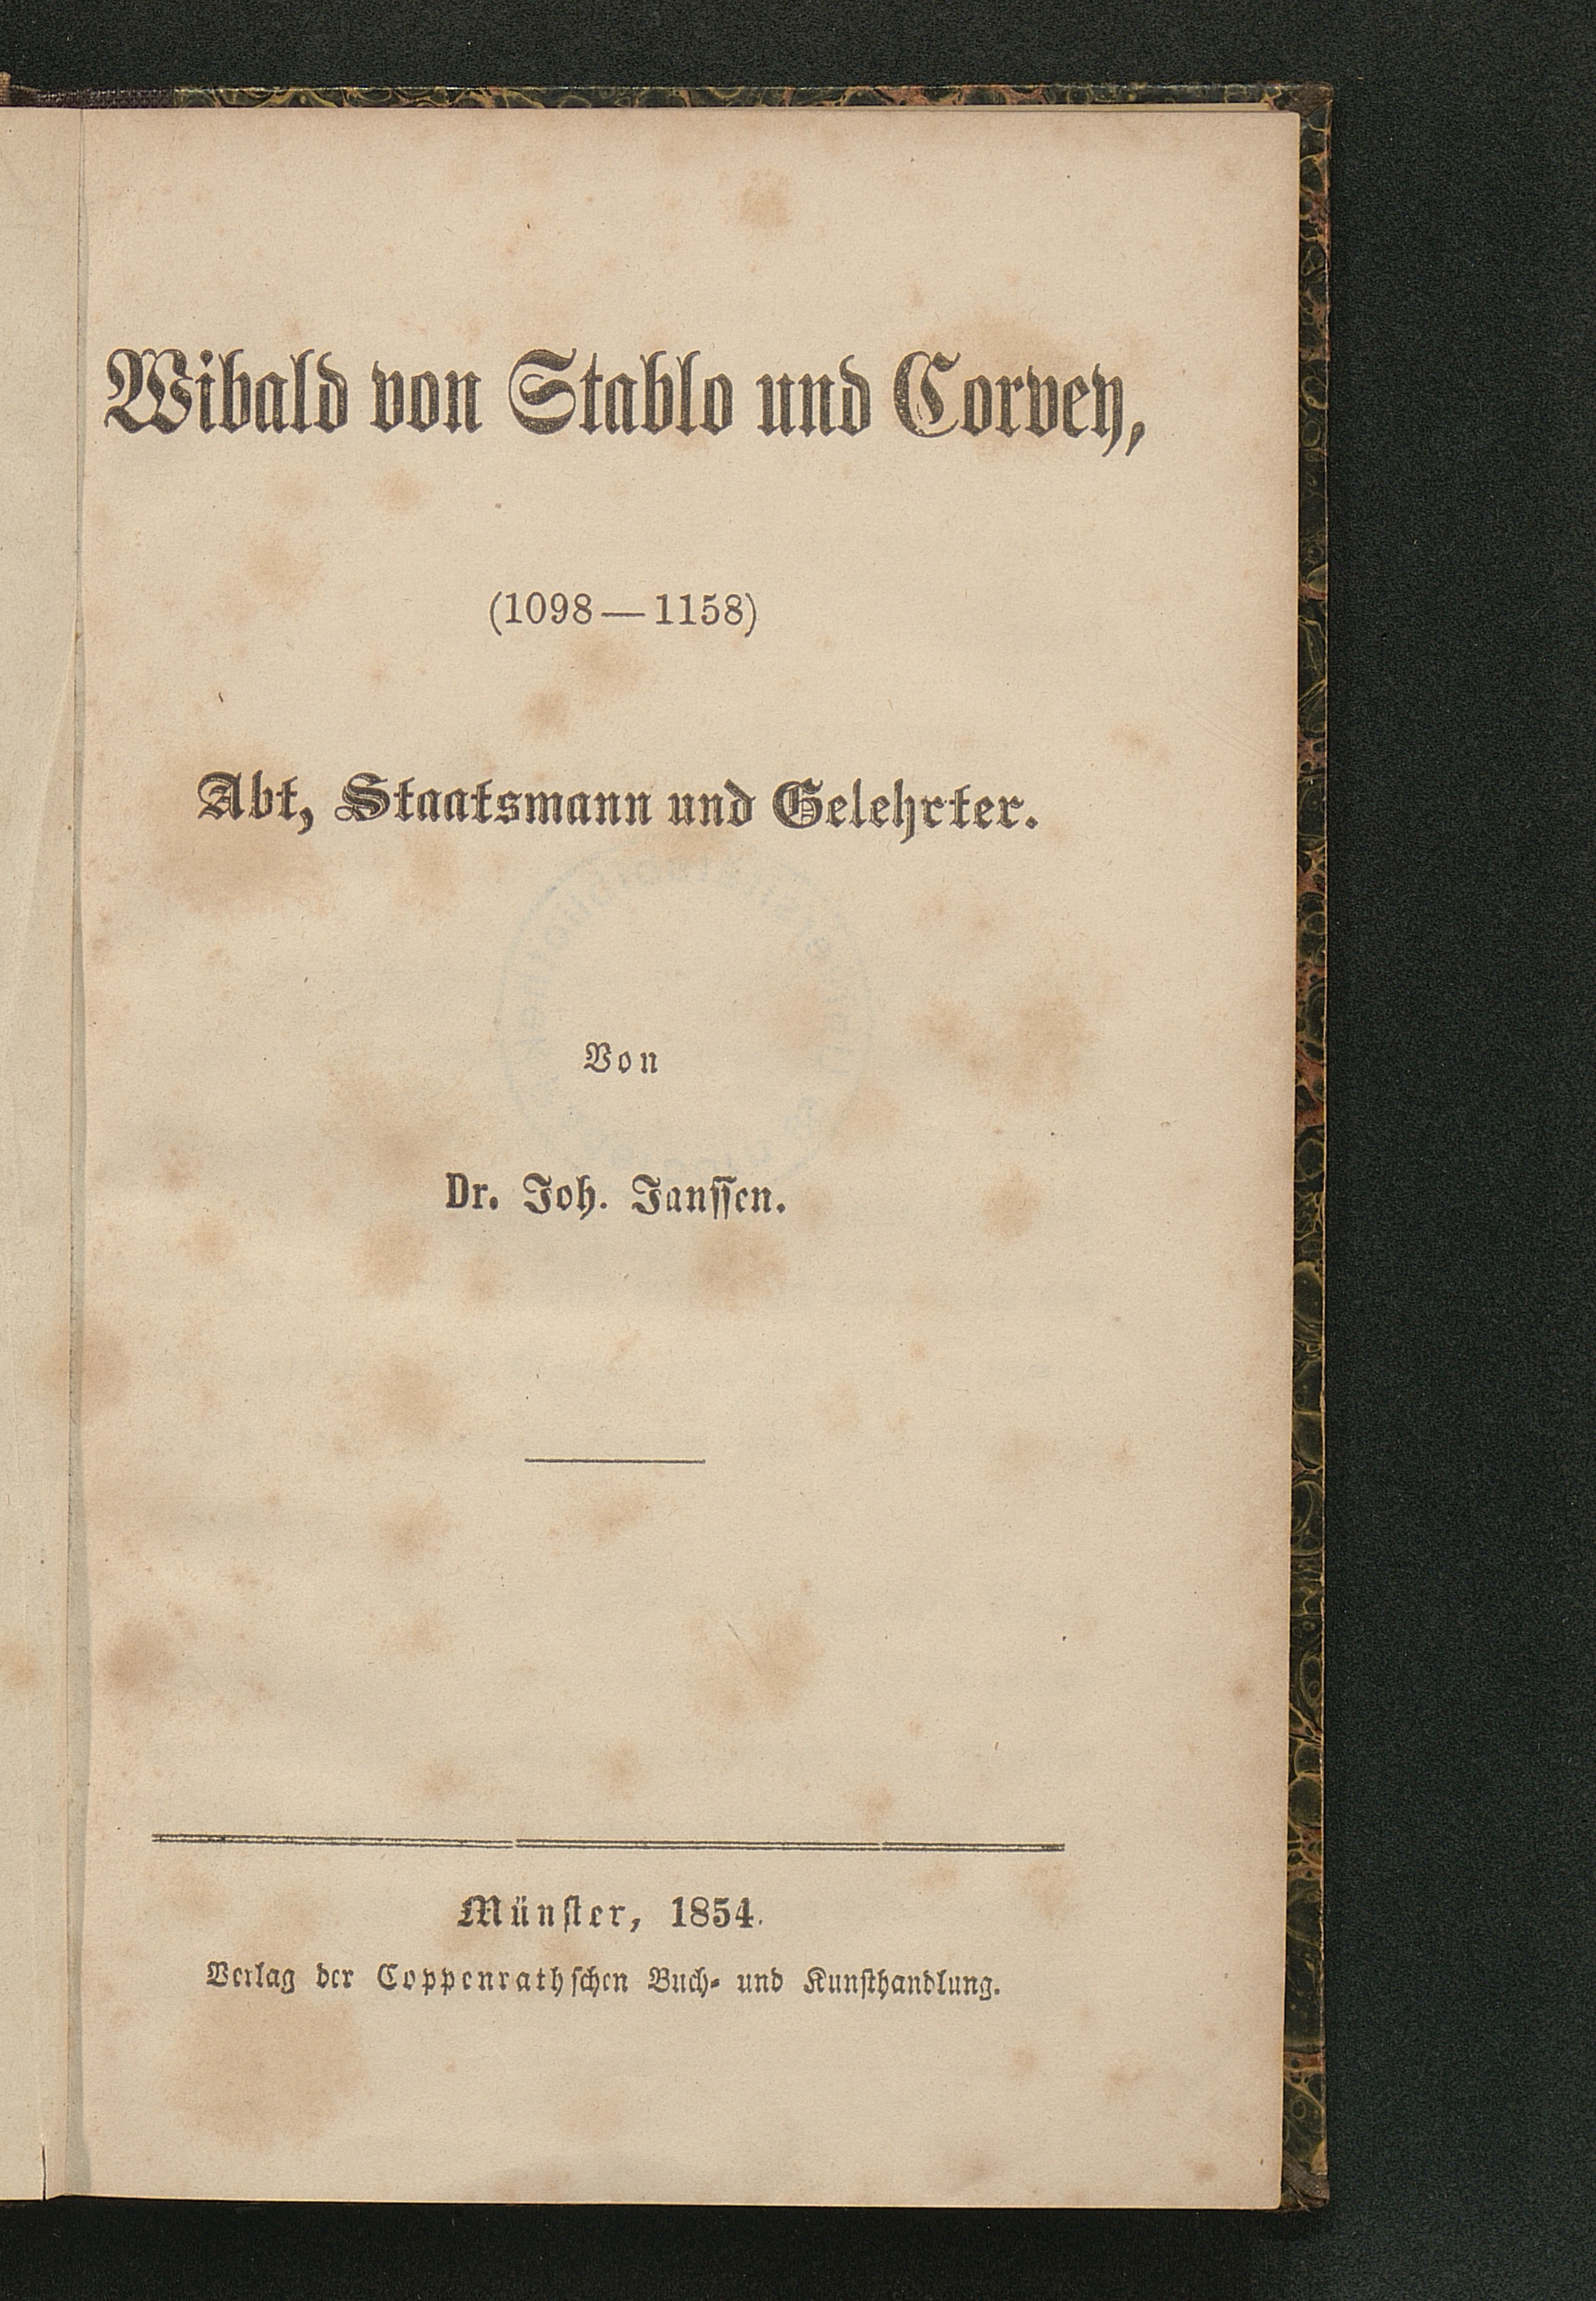 Wibald von Stablo und Corvey,
(1098—1158)
Abt, Staatsmann und Gelehrter.
Von
Dr. Joh. Janssen.
Münster, 1854.
Verlag der Coppenrathschen Buch- und Kunsthandlung.